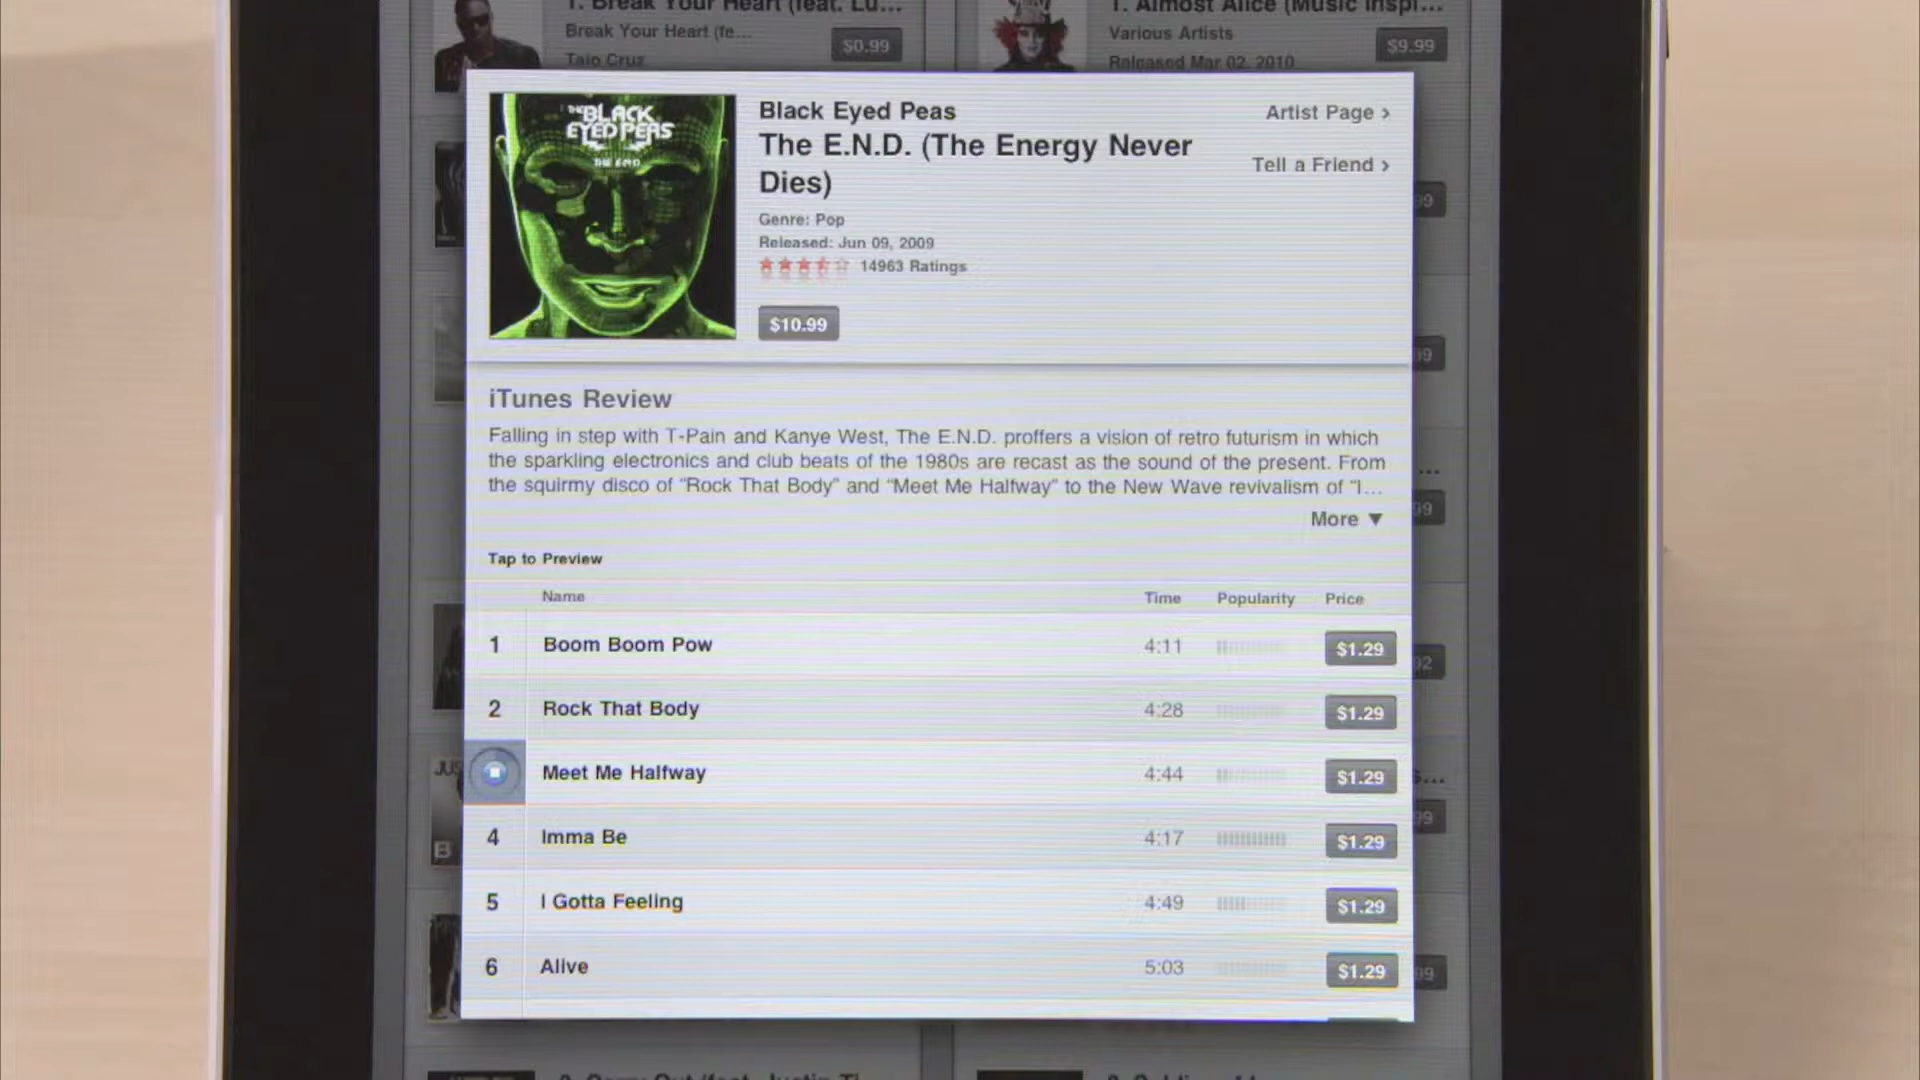 1. Break Your Heart (feat. Lu...
Break Your Heart (fe...
$0.99
Taio Cruz
1. Almost Alice (Music Inspi...
Various Artists
$9.99
Released Mar 02, 2010
THE BLACK
EYED PEAS
THE E.N.D.
Black Eyed Peas
Artist Page ›
The E.N.D. (The Energy Never
Dies)
Tell a Friend ›
Genre: Pop
Released: Jun 09, 2009
14963 Ratings
$10.99
iTunes Review
Falling in step with T-Pain and Kanye West, The E.N.D. proffers a vision of retro futurism in which
the sparkling electronics and club beats of the 1980s are recast as the sound of the present. From
the squirmy disco of “Rock That Body” and “Meet Me Halfway” to the New Wave revivalism of “I...
More ▼
Tap to Preview
Name Time Popularity Price
1 Boom Boom Pow 4:11 $1.29
2 Rock That Body 4:28 $1.29
Meet Me Halfway 4:44 $1.29
4 Imma Be 4:17 $1.29
5 I Gotta Feeling 4:49 $1.29
6 Alive 5:03 $1.29
JUS
B